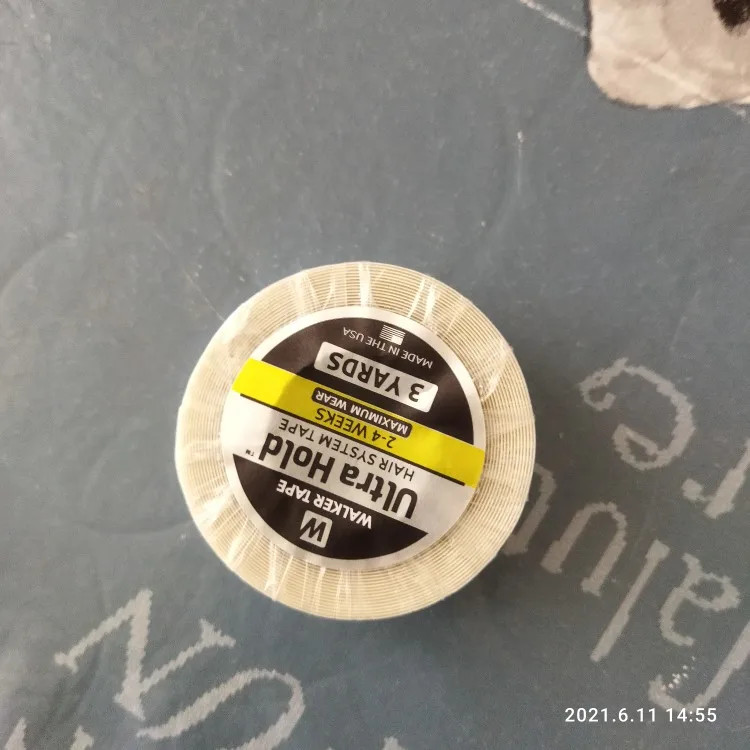 W
WALKER TAPE
Ultra Hold™
HAIR SYSTEM TAPE
2-4 WEEKS
MAXIMUM WEAR
3 YARDS
MADE IN THE USA
2021.6.11 14:55